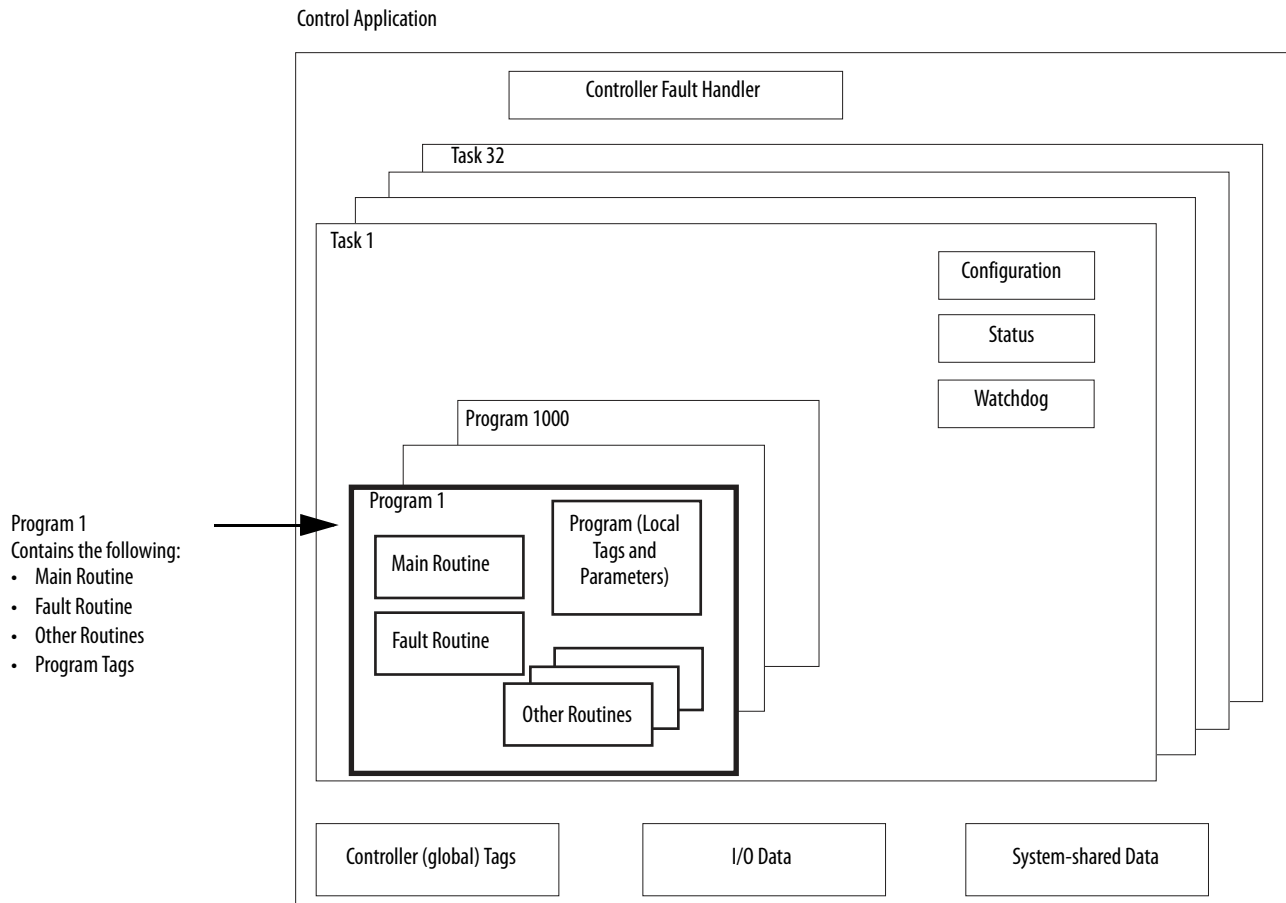 Control Application
Controller Fault Handler
Task 32
Task 1
Configuration
Status
Watchdog
Program 1000
Program 1
Main Routine
Fault Routine
Program (Local
Tags and
Parameters)
Other Routines
Program 1
Contains the following:
• Main Routine
• Fault Routine
• Other Routines
• Program Tags
Controller (global) Tags
I/O Data
System-shared Data